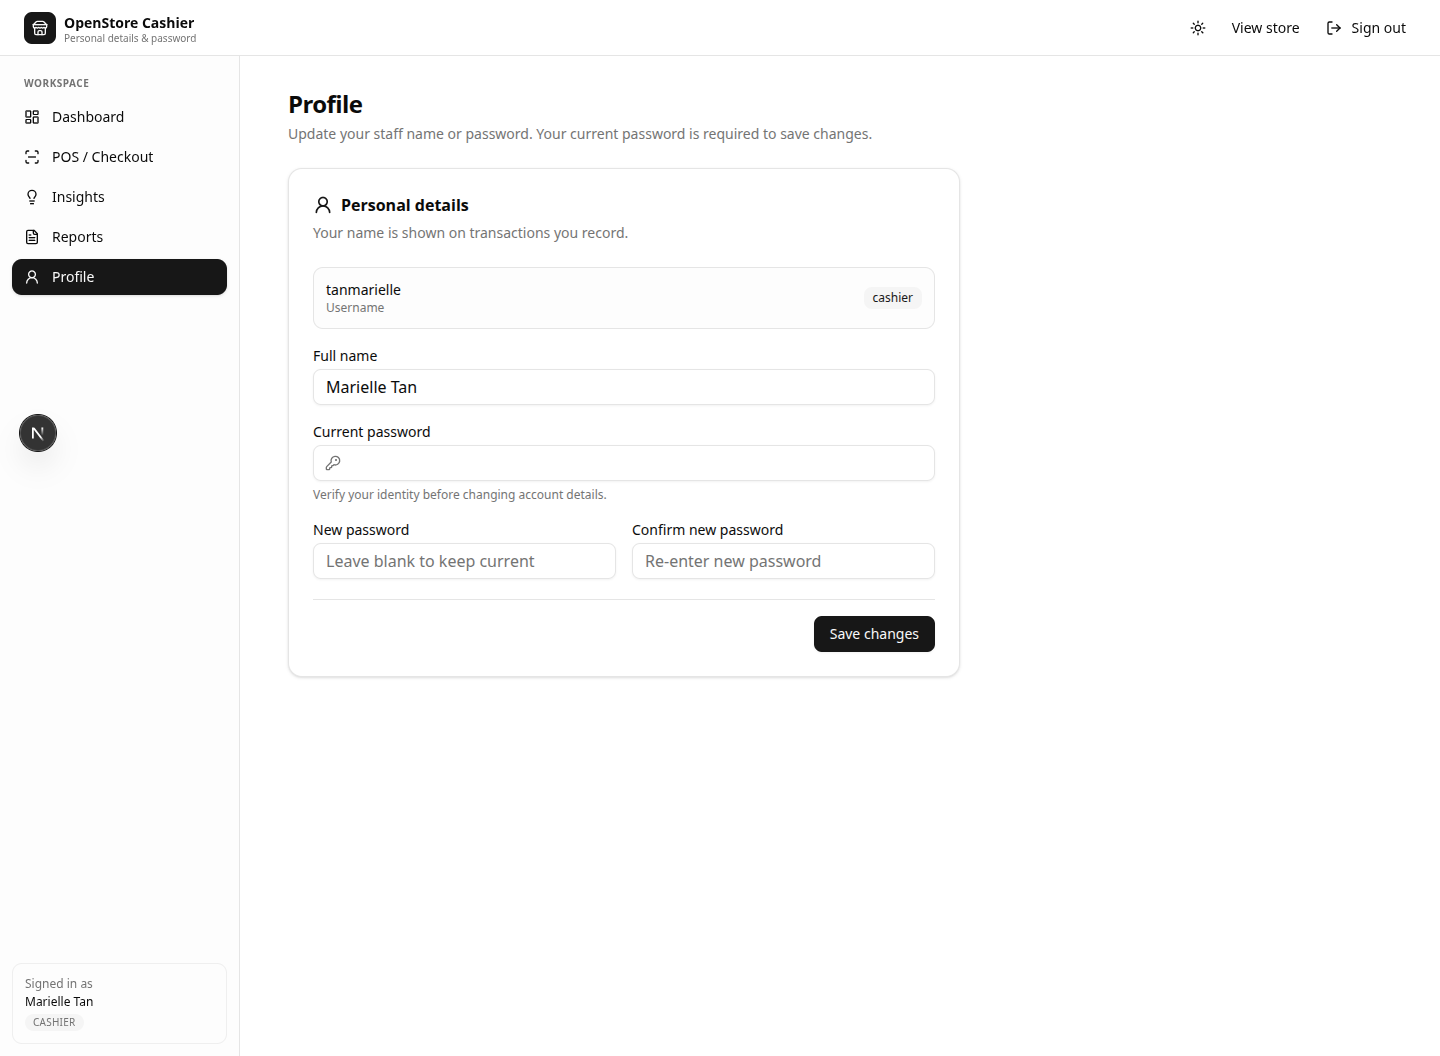 OpenStore Cashier
Personal details & password
View store
Sign out
WORKSPACE
Dashboard
POS / Checkout
Insights
Reports
Profile
Profile
Update your staff name or password. Your current password is required to save changes.
Personal details
Your name is shown on transactions you record.
tanmarielle
Username
cashier
Full name
Marielle Tan
Current password
Verify your identity before changing account details.
New password
Confirm new password
Leave blank to keep current
Re-enter new password
Save changes
N
Signed in as
Marielle Tan
CASHIER